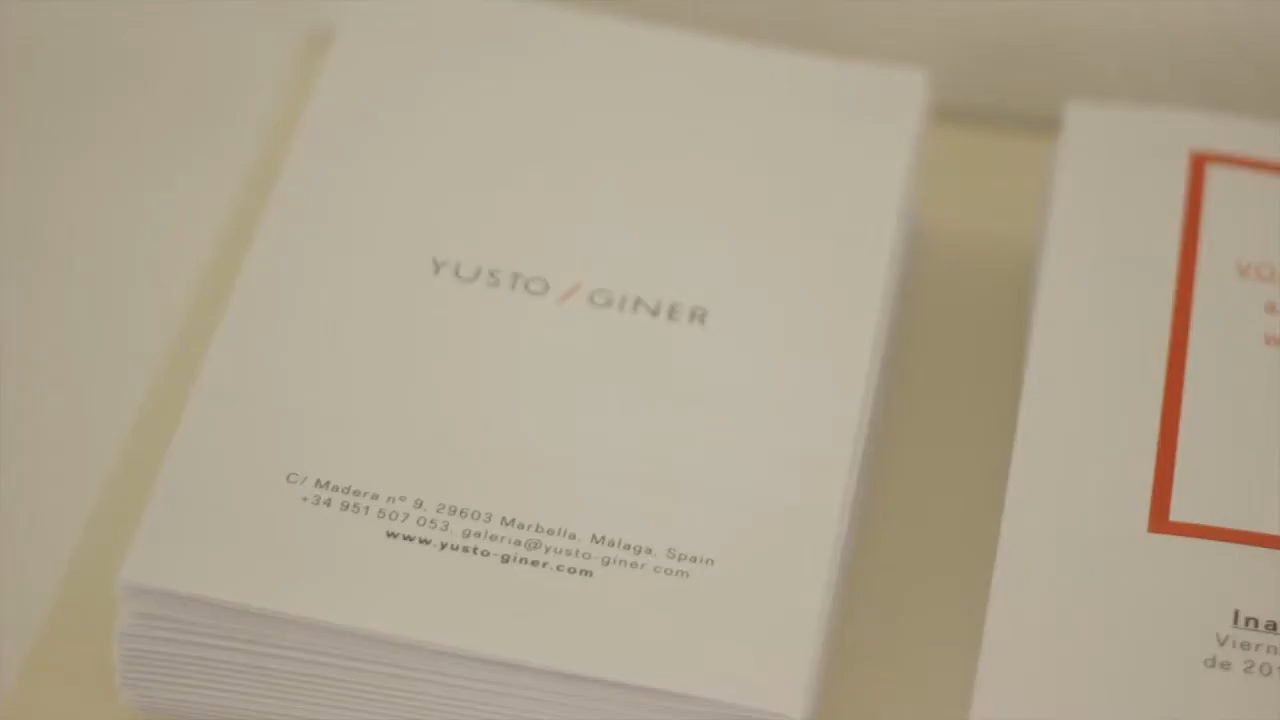 YUSTO / GINER
C/ Madera nº 9, 29603 Marbella, Málaga, Spain
+34 951 507 053, galeria@yusto-giner.com
www.yusto-giner.com
de